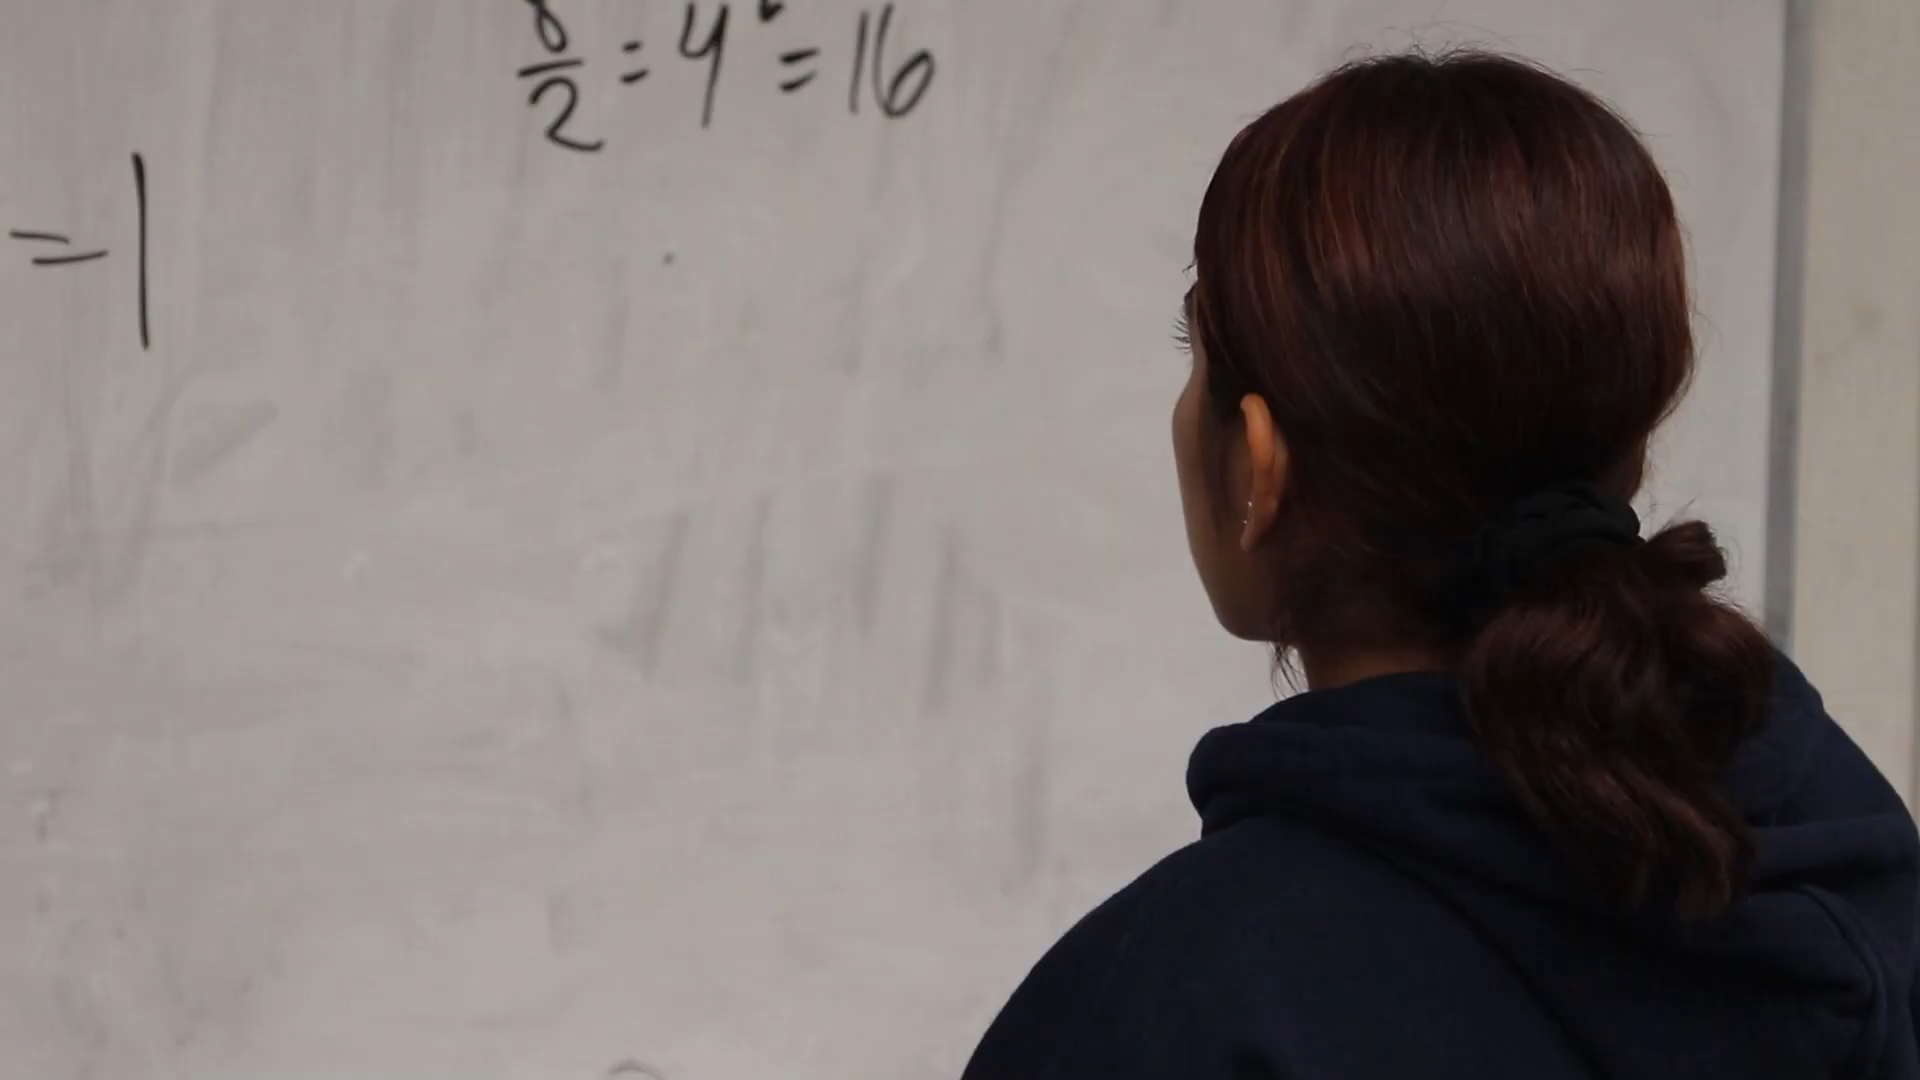 8/2 = 4² = 16
= 1